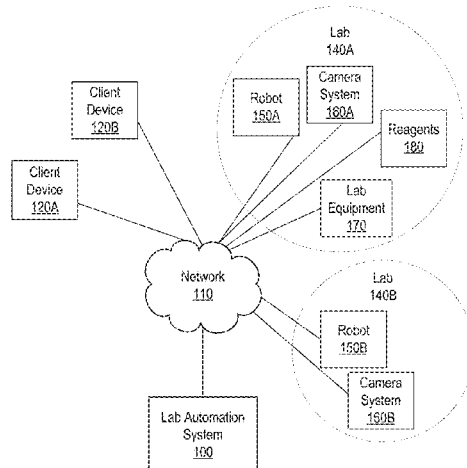 Lab
140A
Camera
System
160A
Robot
150A
Client
Device
120B
Reagents
180
Client
Device
120A
Lab
Equipment
170
Network
110
Lab
140B
Robot
150B
Camera
System
160B
Lab Automation
System
100